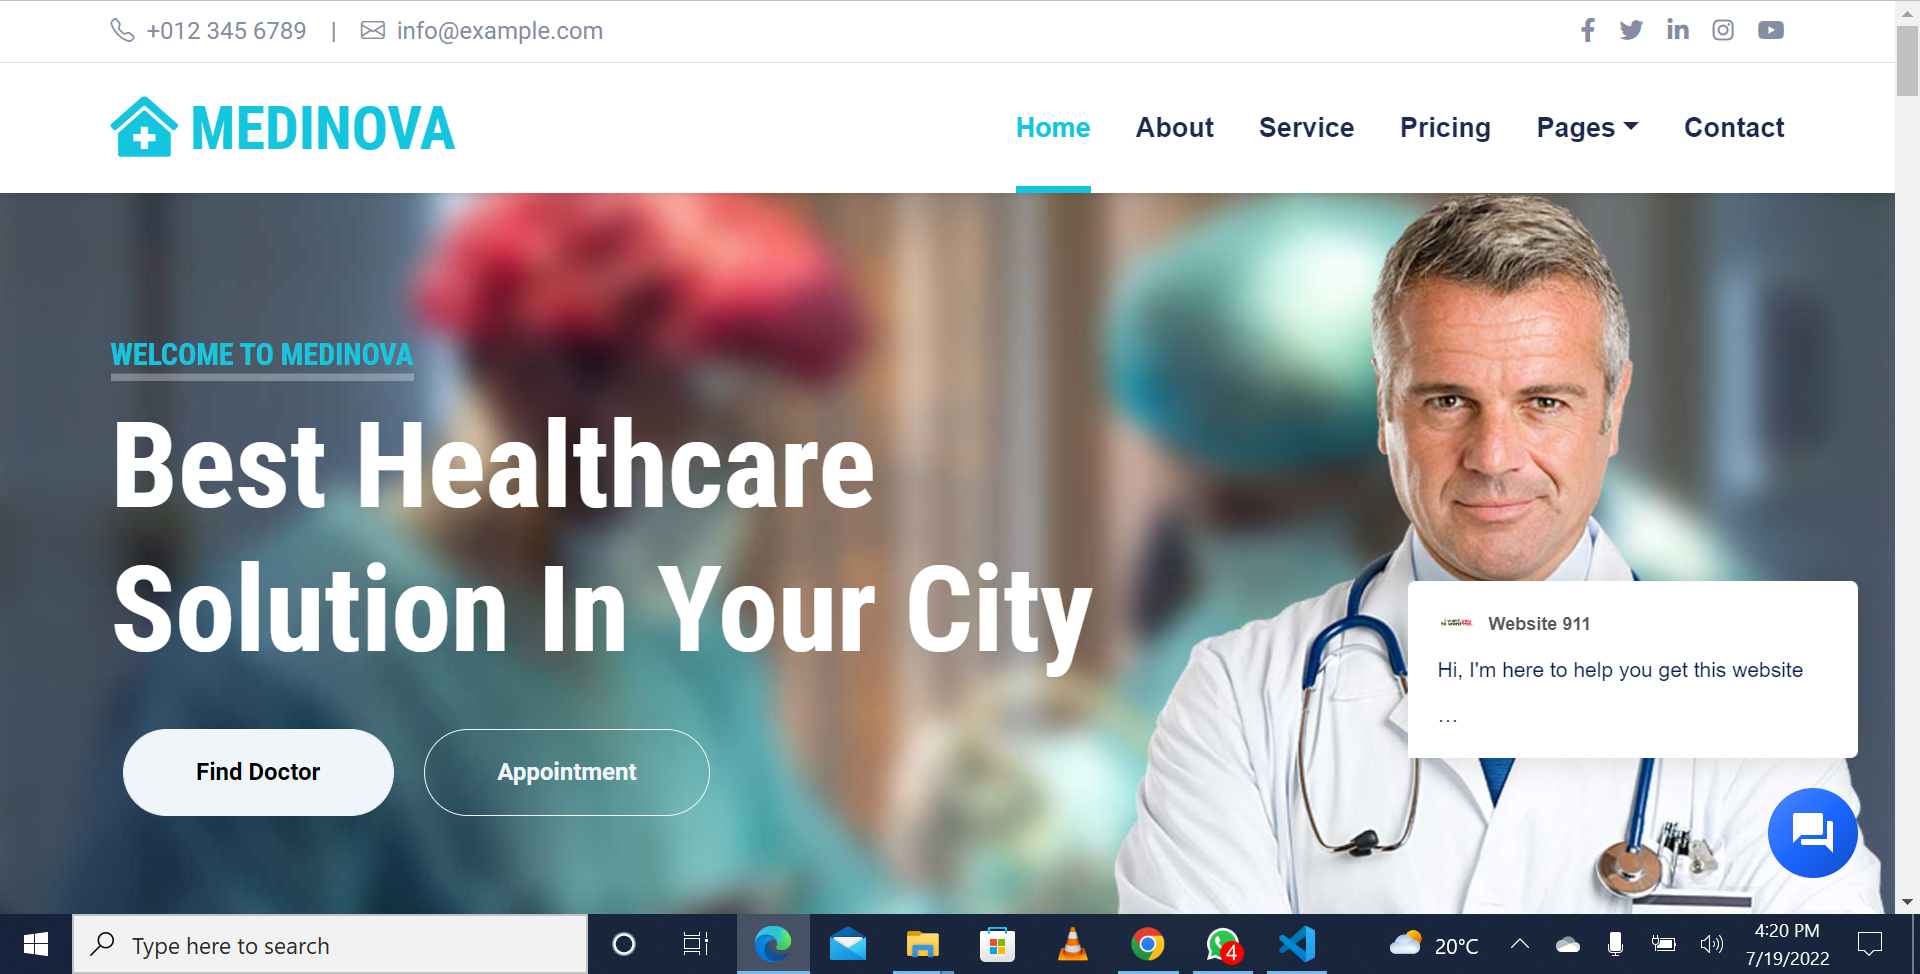 +012 345 6789 | info@example.com
MEDINOVA
Home About Service Pricing Pages Contact
WELCOME TO MEDINOVA
Best Healthcare
Solution In Your City
Find Doctor Appointment
Website 911
Hi, I'm here to help you get this website
...
Type here to search
4
20°C
4:20 PM
7/19/2022